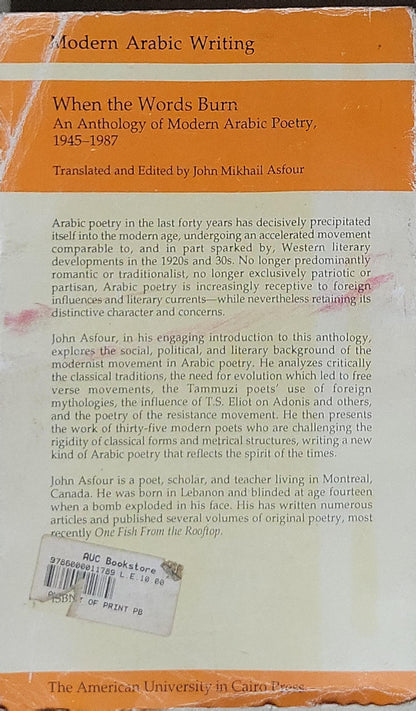 Modern Arabic Writing
When the Words Burn
An Anthology of Modern Arabic Poetry,
1945–1987
Translated and Edited by John Mikhail Asfour
Arabic poetry in the last forty years has decisively precipitated
itself into the modern age, undergoing an accelerated movement
comparable to, and in part sparked by, Western literary
developments in the 1920s and 30s. No longer predominantly
romantic or traditionalist, no longer exclusively patriotic or
partisan, Arabic poetry is increasingly receptive to foreign
influences and literary currents—while nevertheless retaining its
distinctive character and concerns.
John Asfour, in his engaging introduction to this anthology,
explores the social, political, and literary background of the
modernist movement in Arabic poetry. He analyzes critically
the classical traditions, the need for evolution which led to free
verse movements, the Tammuzi poets' use of foreign
mythologies, the influence of T.S. Eliot on Adonis and others,
and the poetry of the resistance movement. He then presents
the work of thirty-five modern poets who are challenging the
rigidity of classical forms and metrical structures, writing a new
kind of Arabic poetry that reflects the spirit of the times.
John Asfour is a poet, scholar, and teacher living in Montreal,
Canada. He was born in Lebanon and blinded at age fourteen
when a bomb exploded in his face. His has written numerous
articles and published several volumes of original poetry, most
recently One Fish From the Rooftop.
AUC Bookstore
9786000011789 L.E.10.00
OF PRINT PB
ISBN
The American University in Cairo Press